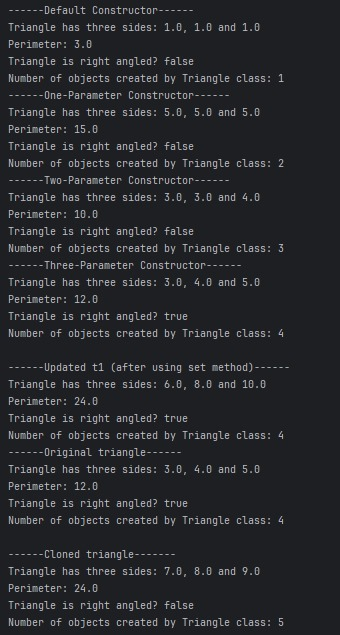 ------Default Constructor------
Triangle has three sides: 1.0, 1.0 and 1.0
Perimeter: 3.0
Triangle is right angled? false
Number of objects created by Triangle class: 1
------One-Parameter Constructor------
Triangle has three sides: 5.0, 5.0 and 5.0
Perimeter: 15.0
Triangle is right angled? false
Number of objects created by Triangle class: 2
------Two-Parameter Constructor------
Triangle has three sides: 3.0, 3.0 and 4.0
Perimeter: 10.0
Triangle is right angled? false
Number of objects created by Triangle class: 3
------Three-Parameter Constructor------
Triangle has three sides: 3.0, 4.0 and 5.0
Perimeter: 12.0
Triangle is right angled? true
Number of objects created by Triangle class: 4
------Updated t1 (after using set method)------
Triangle has three sides: 6.0, 8.0 and 10.0
Perimeter: 24.0
Triangle is right angled? true
Number of objects created by Triangle class: 4
------Original triangle------
Triangle has three sides: 3.0, 4.0 and 5.0
Perimeter: 12.0
Triangle is right angled? true
Number of objects created by Triangle class: 4
------Cloned triangle-------
Triangle has three sides: 7.0, 8.0 and 9.0
Perimeter: 24.0
Triangle is right angled? false
Number of objects created by Triangle class: 5